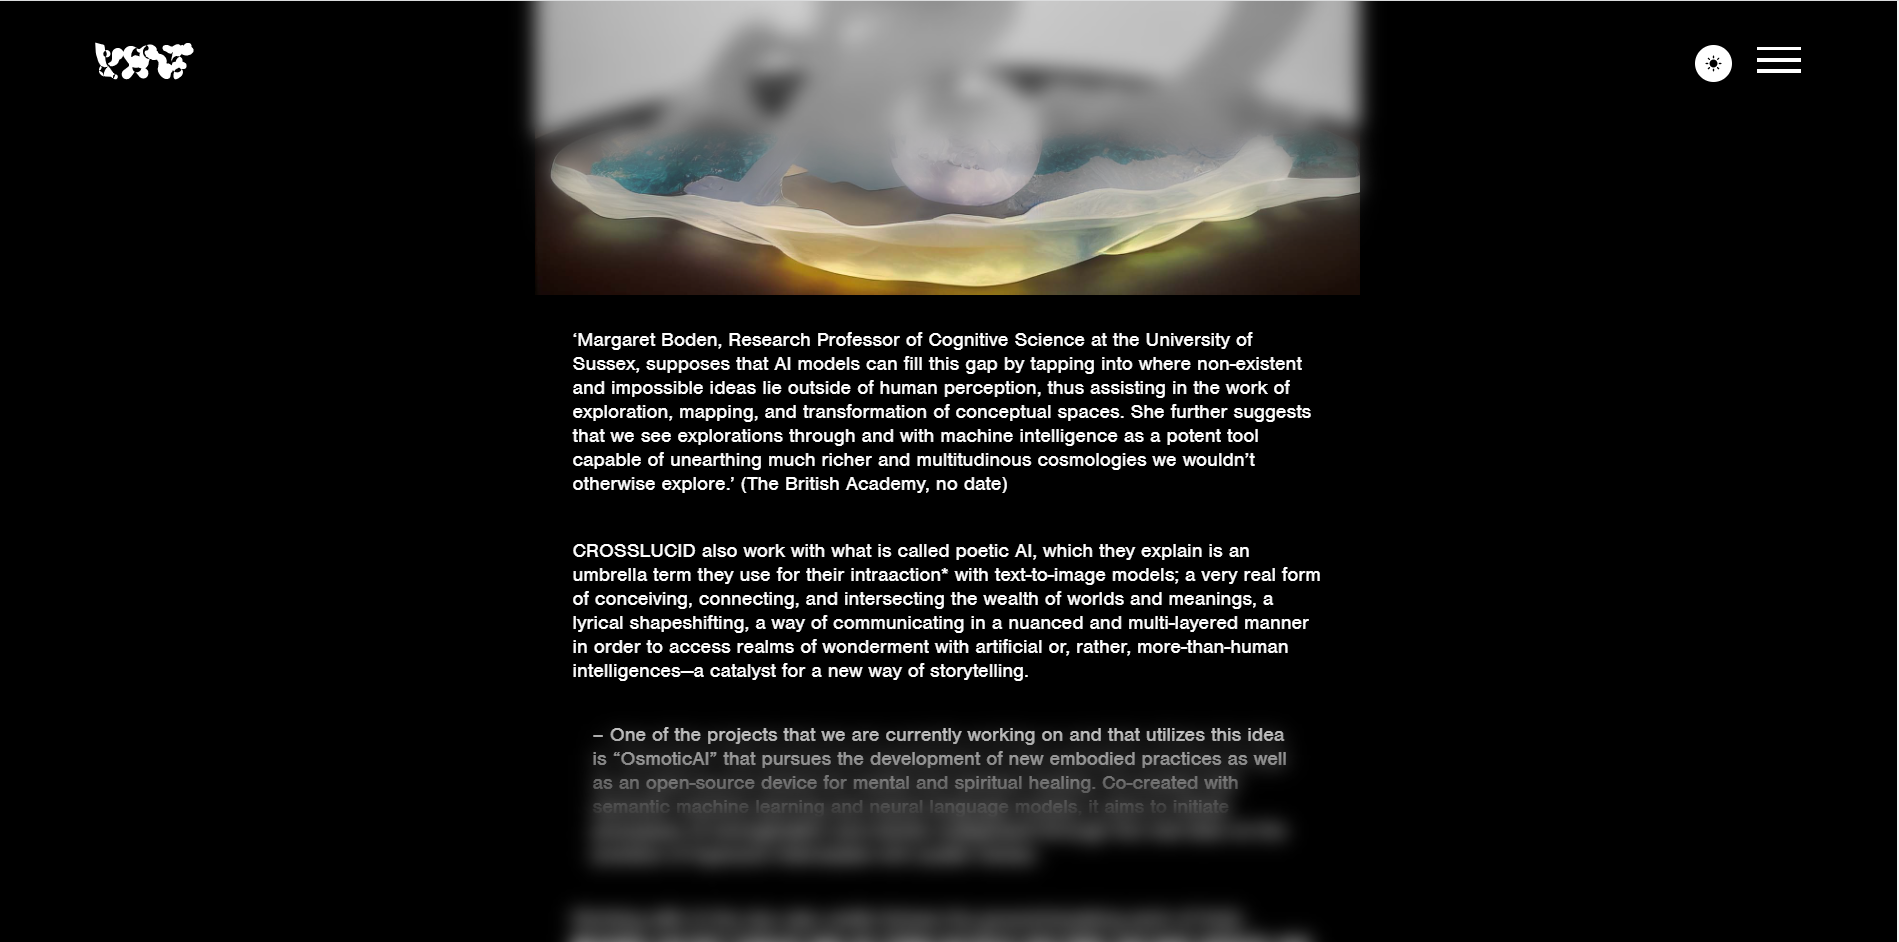 ‘Margaret Boden, Research Professor of Cognitive Science at the University of
Sussex, supposes that AI models can fill this gap by tapping into where non-existent
and impossible ideas lie outside of human perception, thus assisting in the work of
exploration, mapping, and transformation of conceptual spaces. She further suggests
that we see explorations through and with machine intelligence as a potent tool
capable of unearthing much richer and multitudinous cosmologies we wouldn’t
otherwise explore.’ (The British Academy, no date)
CROSSLUCID also work with what is called poetic AI, which they explain is an
umbrella term they use for their intraaction* with text-to-image models; a very real form
of conceiving, connecting, and intersecting the wealth of worlds and meanings, a
lyrical shapeshifting, a way of communicating in a nuanced and multi-layered manner
in order to access realms of wonderment with artificial or, rather, more-than-human
intelligences—a catalyst for a new way of storytelling.
– One of the projects that we are currently working on and that utilizes this idea
is “OsmoticAI” that pursues the development of new embodied practices as well
as an open-source device for mental and spiritual healing. Co-created with
semantic machine learning and neural language models, it aims to initiate